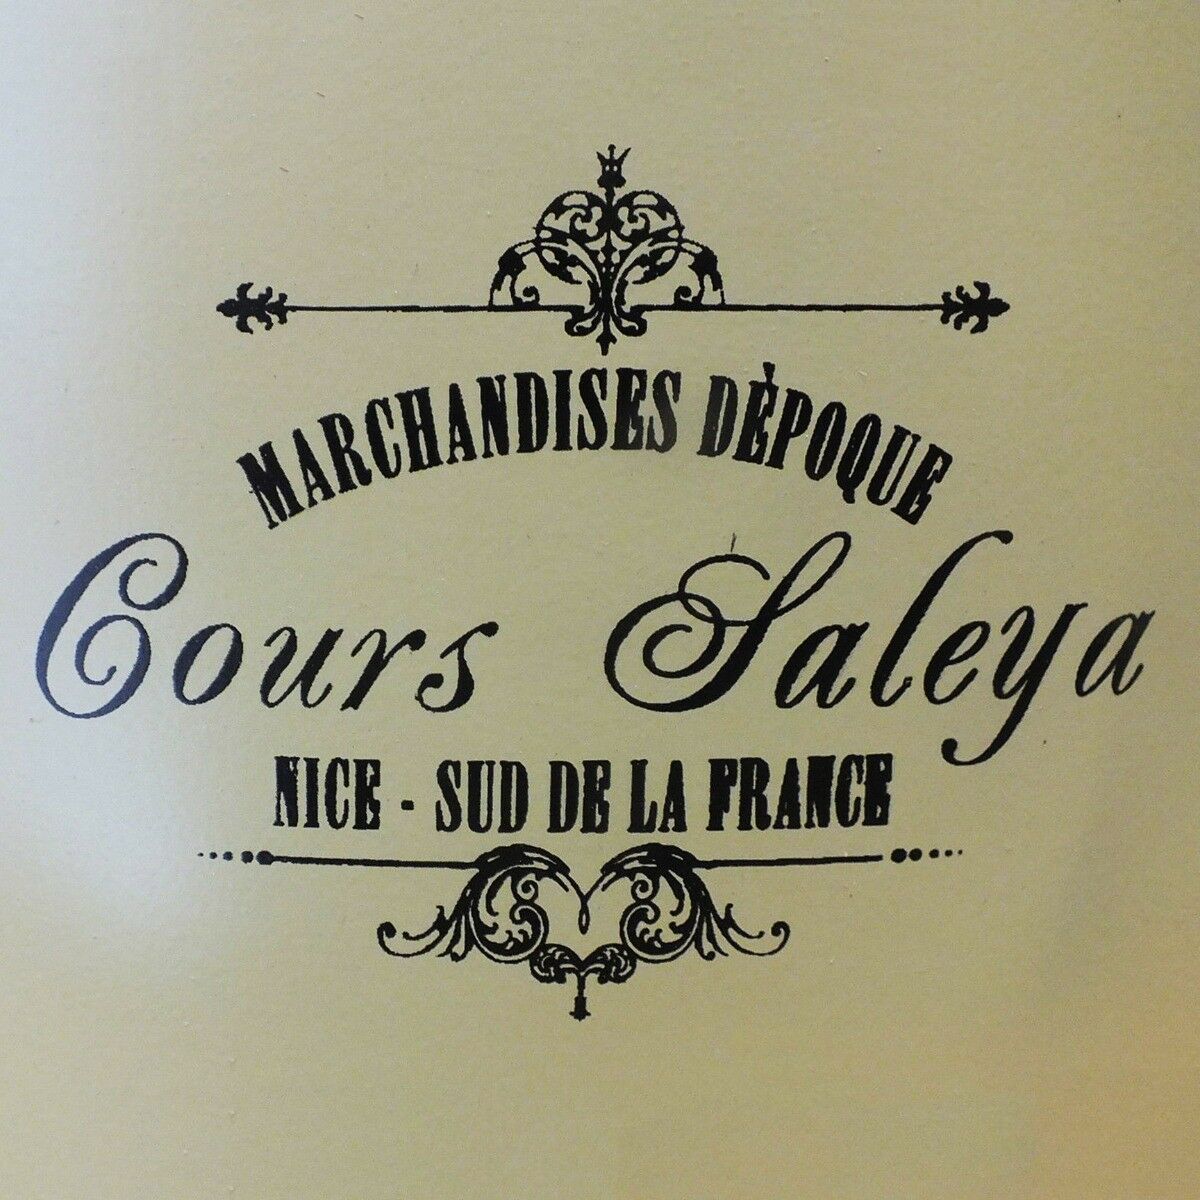 MARCHANDISES DÉPOQUE
Cours Saleya
NICE - SUD DE LA FRANCE